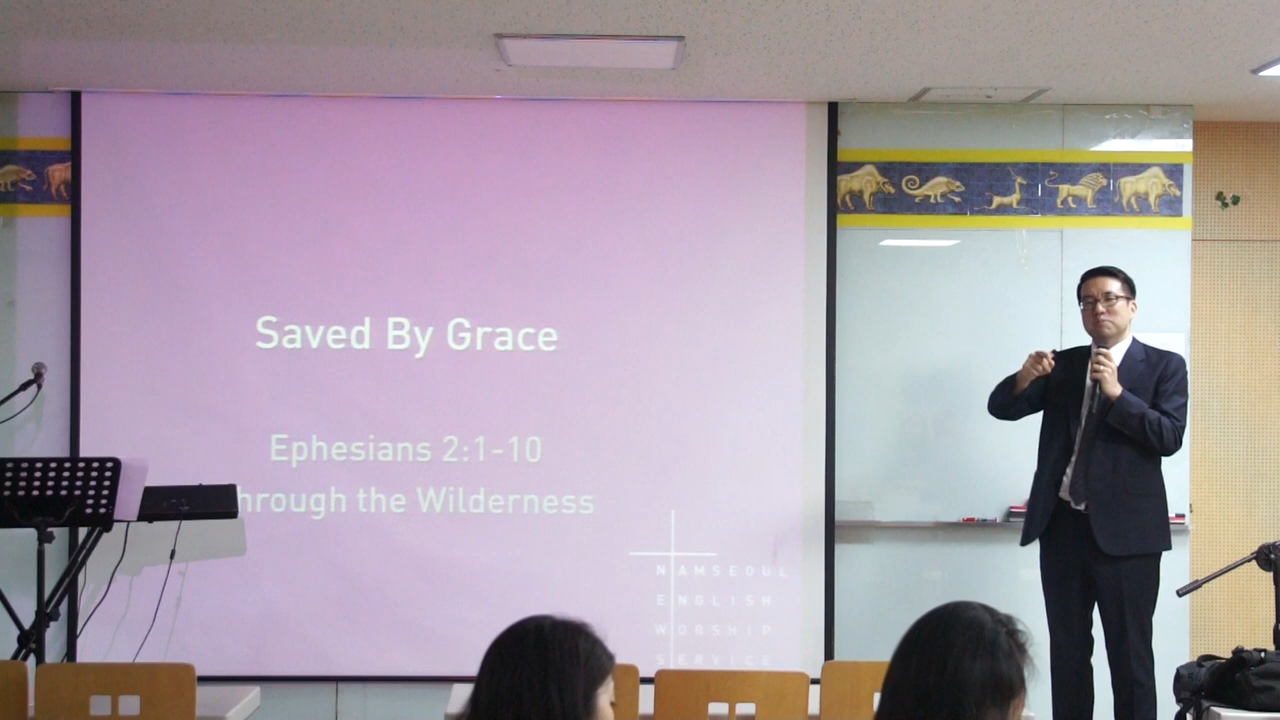 Saved By Grace
Ephesians 2:1-10
hrough the Wilderness
NAMSEOUL
ENGLISH
WORSHIP
SERVICE